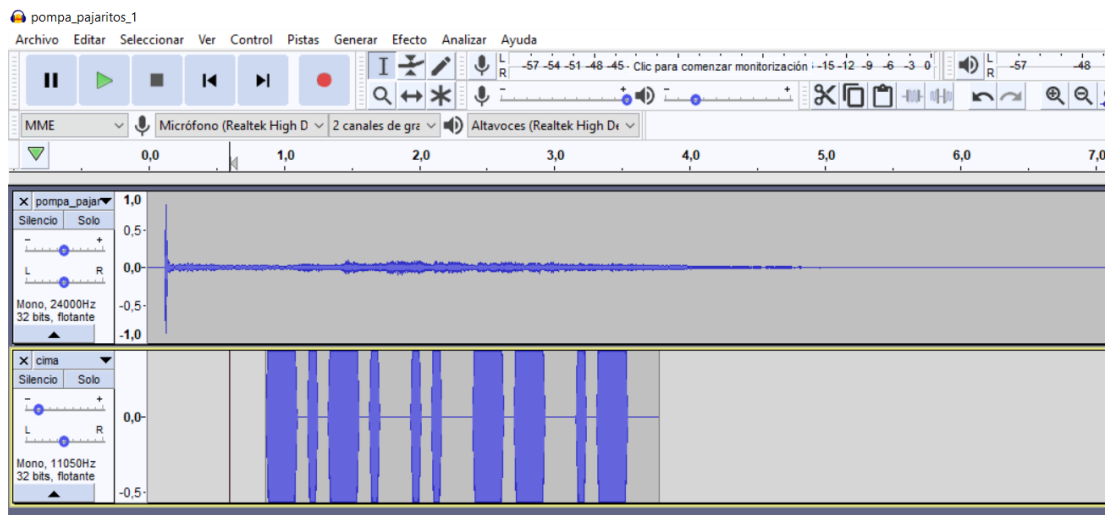 pompa_pajaritos_1
Archivo Editar Seleccionar Ver Control Pistas Generar Efecto Analizar Ayuda
L
R
-57 -54 -51 -48 -45 - Clic para comenzar monitorización -15 -12 -9 -6 -3 0
L
R
-57 -48
MME Micrófono (Realtek High D 2 canales de gra Altavoces (Realtek High De
0,0 1,0 2,0 3,0 4,0 5,0 6,0 7,0
pompa_pajar
Silencio Solo
- +
L R
Mono, 24000Hz
32 bits, flotante
1,0
0,5-
0,0-
-0,5-
-1,0
cima
Silencio Solo
- +
L R
Mono, 11050Hz
32 bits, flotante
0,0-
-0,5-